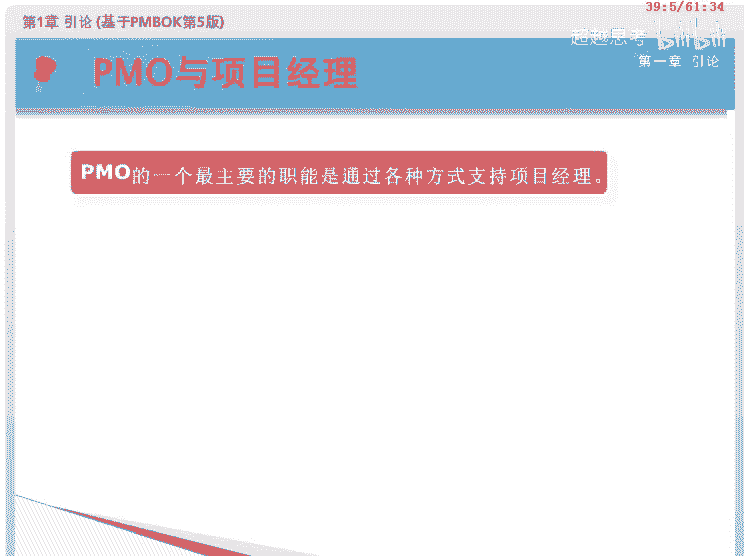 39:5/61:34
第1章 引论 (基于PMBOK第5版)
超越思考 bilibili
第一章 引论
PMO与项目经理
PMO的一个最主要的职能是通过各种方式支持项目经理。